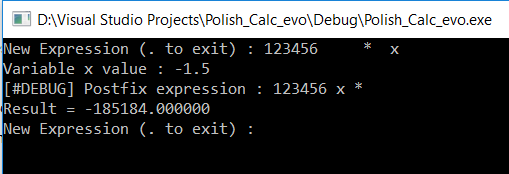 D:\Visual Studio Projects\Polish_Calc_evo\Debug\Polish_Calc_evo.exe
New Expression (. to exit) : 123456     *  x
Variable x value : -1.5
[#DEBUG] Postfix expression : 123456 x *
Result = -185184.000000
New Expression (. to exit) :